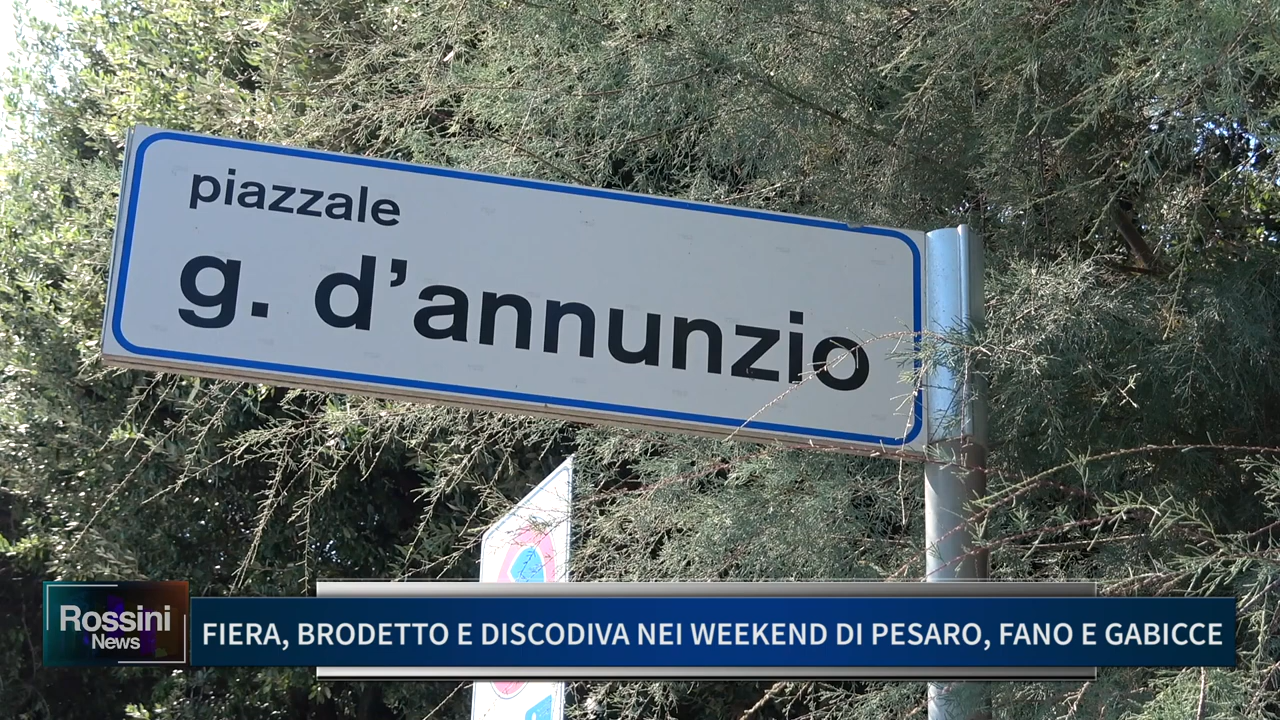 piazzale
g. d'annunzio
Rossini
News
FIERA, BRODETTO E DISCODIVA NEI WEEKEND DI PESARO, FANO E GABICCE